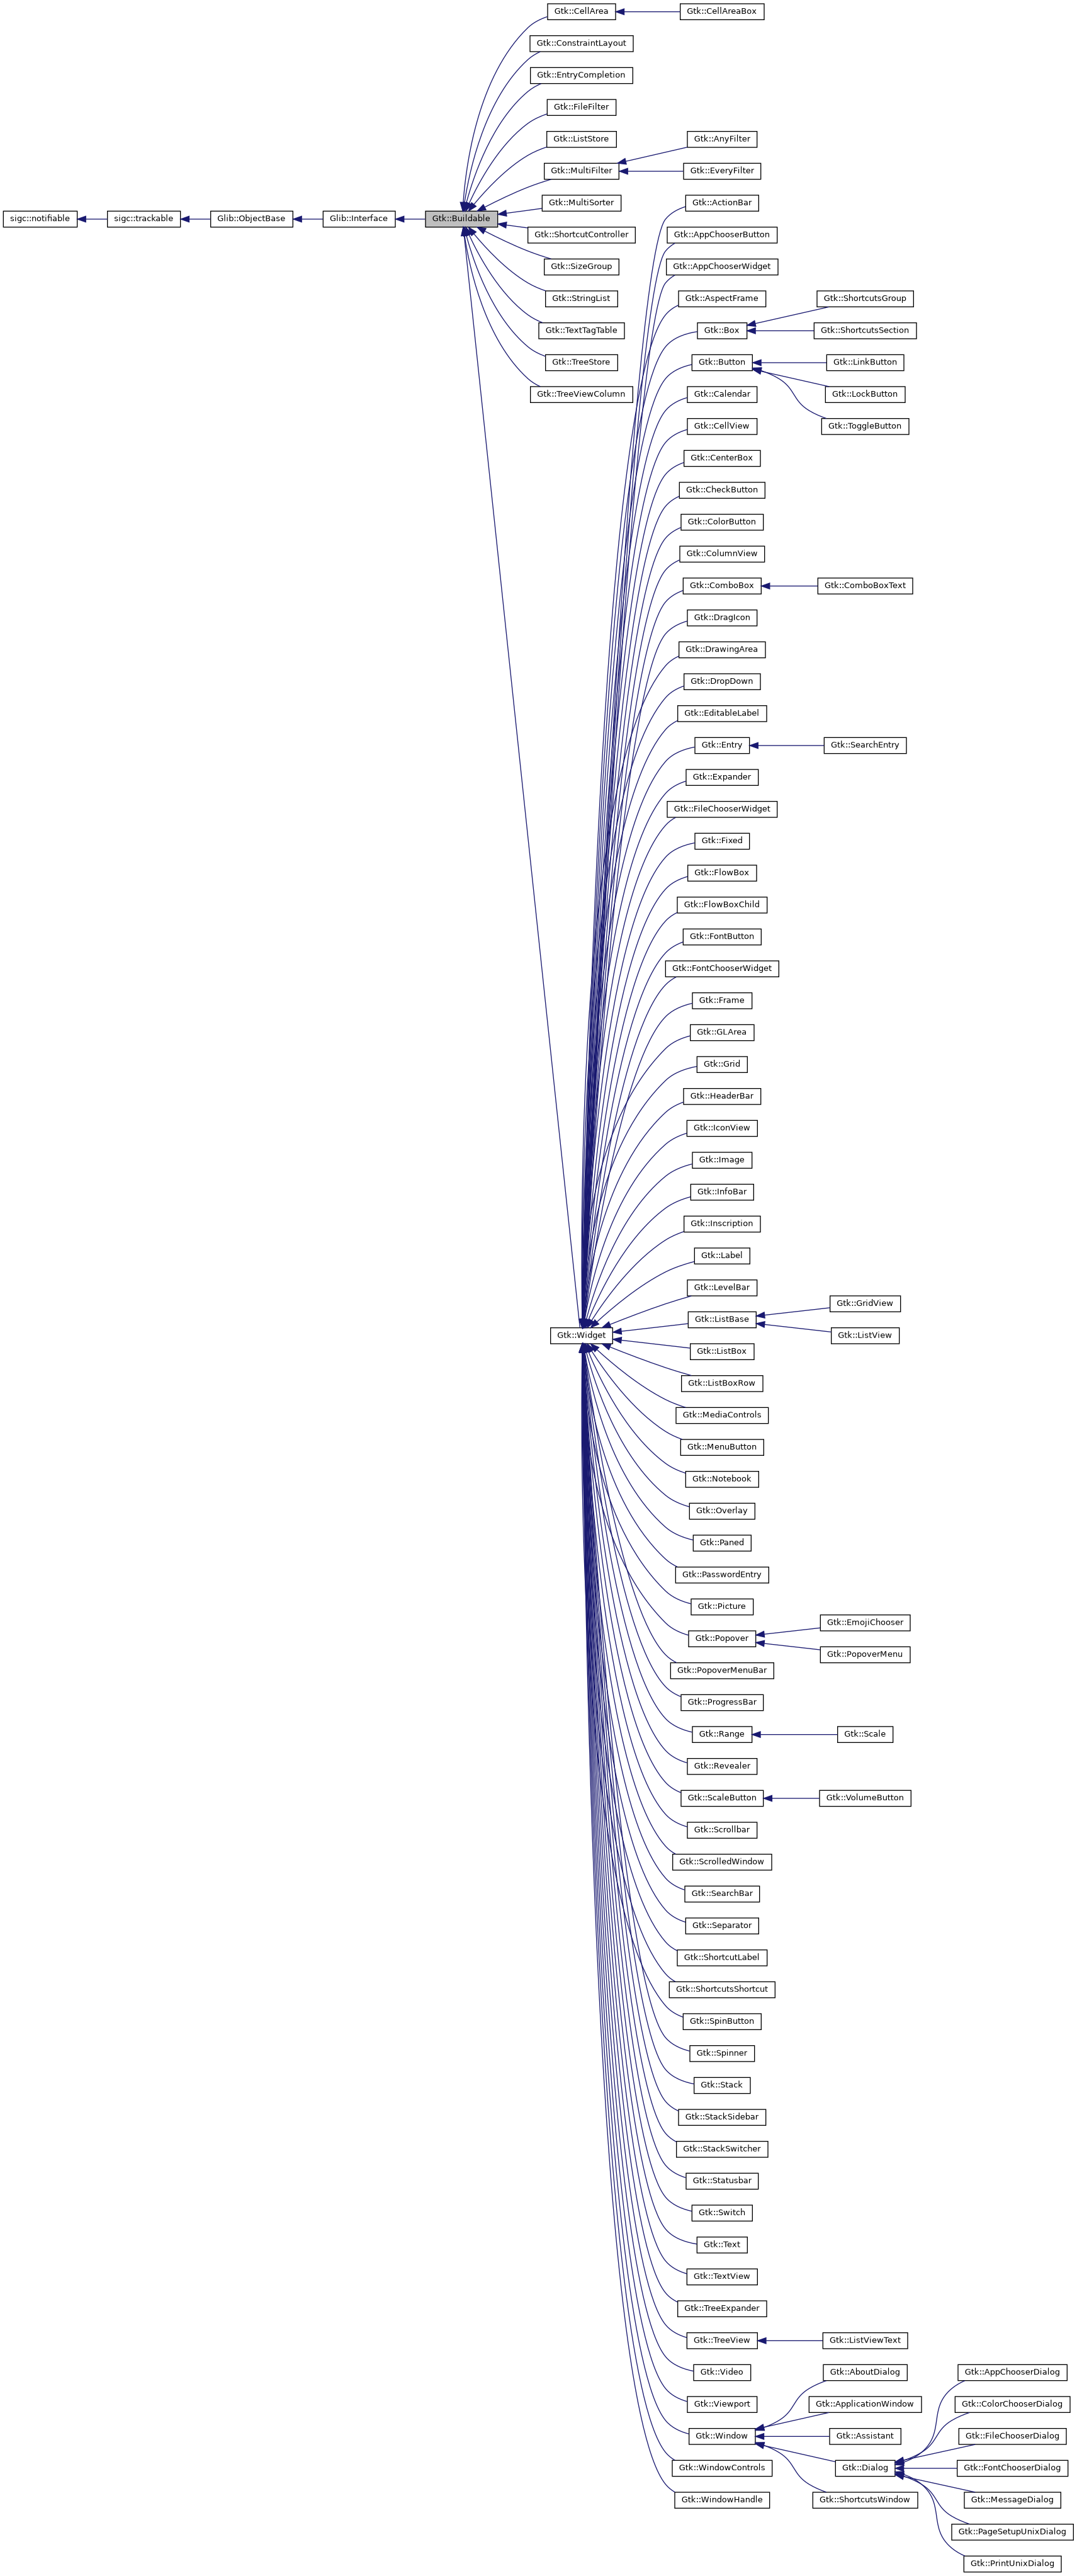 Gtk::CellArea
Gtk::CellAreaBox
Gtk::ConstraintLayout
Gtk::EntryCompletion
Gtk::FileFilter
Gtk::ListStore
Gtk::AnyFilter
Gtk::MultiFilter
Gtk::EveryFilter
Gtk::MultiSorter
Gtk::ActionBar
sigc::notifiable
sigc::trackable
Glib::ObjectBase
Glib::Interface
Gtk::Buildable
Gtk::ShortcutController
Gtk::AppChooserButton
Gtk::SizeGroup
Gtk::AppChooserWidget
Gtk::StringList
Gtk::AspectFrame
Gtk::ShortcutsGroup
Gtk::TextTagTable
Gtk::Box
Gtk::ShortcutsSection
Gtk::TreeStore
Gtk::Button
Gtk::LinkButton
Gtk::TreeViewColumn
Gtk::Calendar
Gtk::LockButton
Gtk::CellView
Gtk::ToggleButton
Gtk::CenterBox
Gtk::CheckButton
Gtk::ColorButton
Gtk::ColumnView
Gtk::ComboBox
Gtk::ComboBoxText
Gtk::DragIcon
Gtk::DrawingArea
Gtk::DropDown
Gtk::EditableLabel
Gtk::Entry
Gtk::SearchEntry
Gtk::Expander
Gtk::FileChooserWidget
Gtk::Fixed
Gtk::FlowBox
Gtk::FlowBoxChild
Gtk::FontButton
Gtk::FontChooserWidget
Gtk::Frame
Gtk::GLArea
Gtk::Grid
Gtk::HeaderBar
Gtk::IconView
Gtk::Image
Gtk::InfoBar
Gtk::Inscription
Gtk::Label
Gtk::LevelBar
Gtk::GridView
Gtk::ListBase
Gtk::Widget
Gtk::ListView
Gtk::ListBox
Gtk::ListBoxRow
Gtk::MediaControls
Gtk::MenuButton
Gtk::Notebook
Gtk::Overlay
Gtk::Paned
Gtk::PasswordEntry
Gtk::Picture
Gtk::EmojiChooser
Gtk::Popover
Gtk::PopoverMenu
Gtk::PopoverMenuBar
Gtk::ProgressBar
Gtk::Range
Gtk::Scale
Gtk::Revealer
Gtk::ScaleButton
Gtk::VolumeButton
Gtk::Scrollbar
Gtk::ScrolledWindow
Gtk::SearchBar
Gtk::Separator
Gtk::ShortcutLabel
Gtk::ShortcutsShortcut
Gtk::SpinButton
Gtk::Spinner
Gtk::Stack
Gtk::StackSidebar
Gtk::StackSwitcher
Gtk::Statusbar
Gtk::Switch
Gtk::Text
Gtk::TextView
Gtk::TreeExpander
Gtk::TreeView
Gtk::ListViewText
Gtk::Video
Gtk::AboutDialog
Gtk::AppChooserDialog
Gtk::Viewport
Gtk::ApplicationWindow
Gtk::ColorChooserDialog
Gtk::Window
Gtk::Assistant
Gtk::FileChooserDialog
Gtk::WindowControls
Gtk::Dialog
Gtk::FontChooserDialog
Gtk::WindowHandle
Gtk::ShortcutsWindow
Gtk::MessageDialog
Gtk::PageSetupUnixDialog
Gtk::PrintUnixDialog